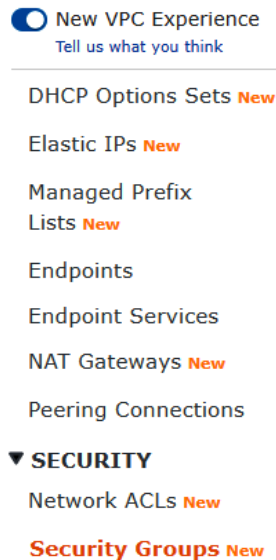 New VPC Experience
Tell us what you think
DHCP Options Sets New
Elastic IPs New
Managed Prefix
Lists New
Endpoints
Endpoint Services
NAT Gateways New
Peering Connections
SECURITY
Network ACLs New
Security Groups New